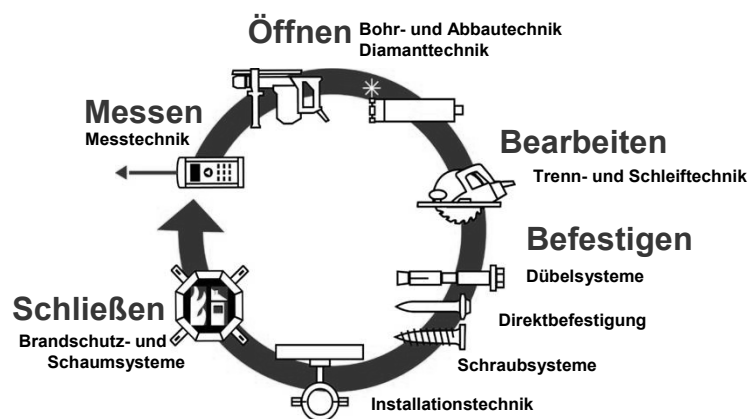 Öffnen
Bohr- und Abbautechnik
Diamanttechnik
Messen
Messtechnik
Bearbeiten
Trenn- und Schleiftechnik
Befestigen
Dübelsysteme
Direktbefestigung
Schraubsysteme
Installationstechnik
Schließen
Brandschutz- und
Schaumsysteme